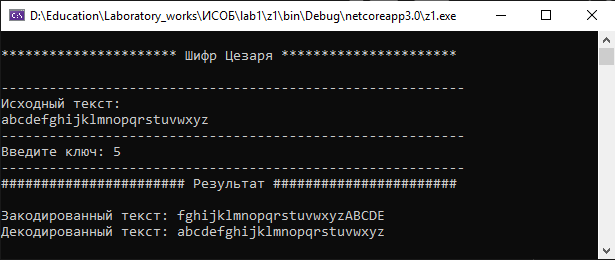 D:\Education\Laboratory_works\ИСОБ\lab1\z1\bin\Debug\netcoreapp3.0\z1.exe
********************** Шифр Цезаря **********************
----------------------------------------------------------
Исходный текст:
abcdefghijklmnopqrstuvwxyz
----------------------------------------------------------
Введите ключ: 5
----------------------------------------------------------
####################### Результат #######################
Закодированный текст: fghijklmnopqrstuvwxyzABCDE
Декодированный текст: abcdefghijklmnopqrstuvwxyz